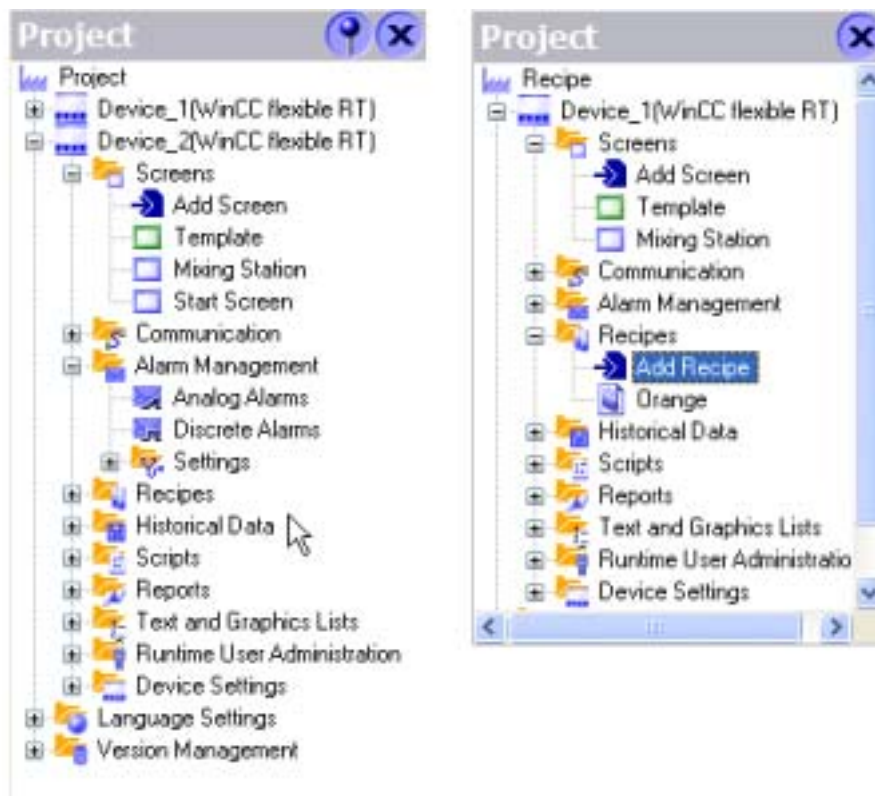 Project
Project
Device_1(WinCC flexible RT)
Device_2(WinCC flexible RT)
Screens
Add Screen
Template
Mixing Station
Start Screen
Communication
Alarm Management
Analog Alarms
Discrete Alarms
Settings
Recipes
Historical Data
Scripts
Reports
Text and Graphics Lists
Runtime User Administration
Device Settings
Language Settings
Version Management
Project
Recipe
Device_1(WinCC flexible RT)
Screens
Add Screen
Template
Mixing Station
Communication
Alarm Management
Recipes
Add Recipe
Orange
Historical Data
Scripts
Reports
Text and Graphics Lists
Runtime User Administratio
Device Settings